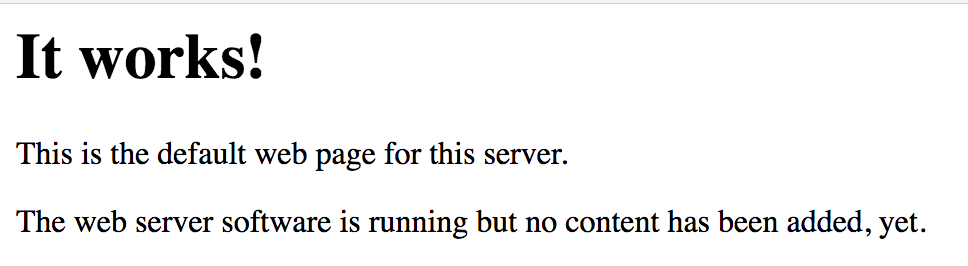 It works!
This is the default web page for this server.
The web server software is running but no content has been added, yet.